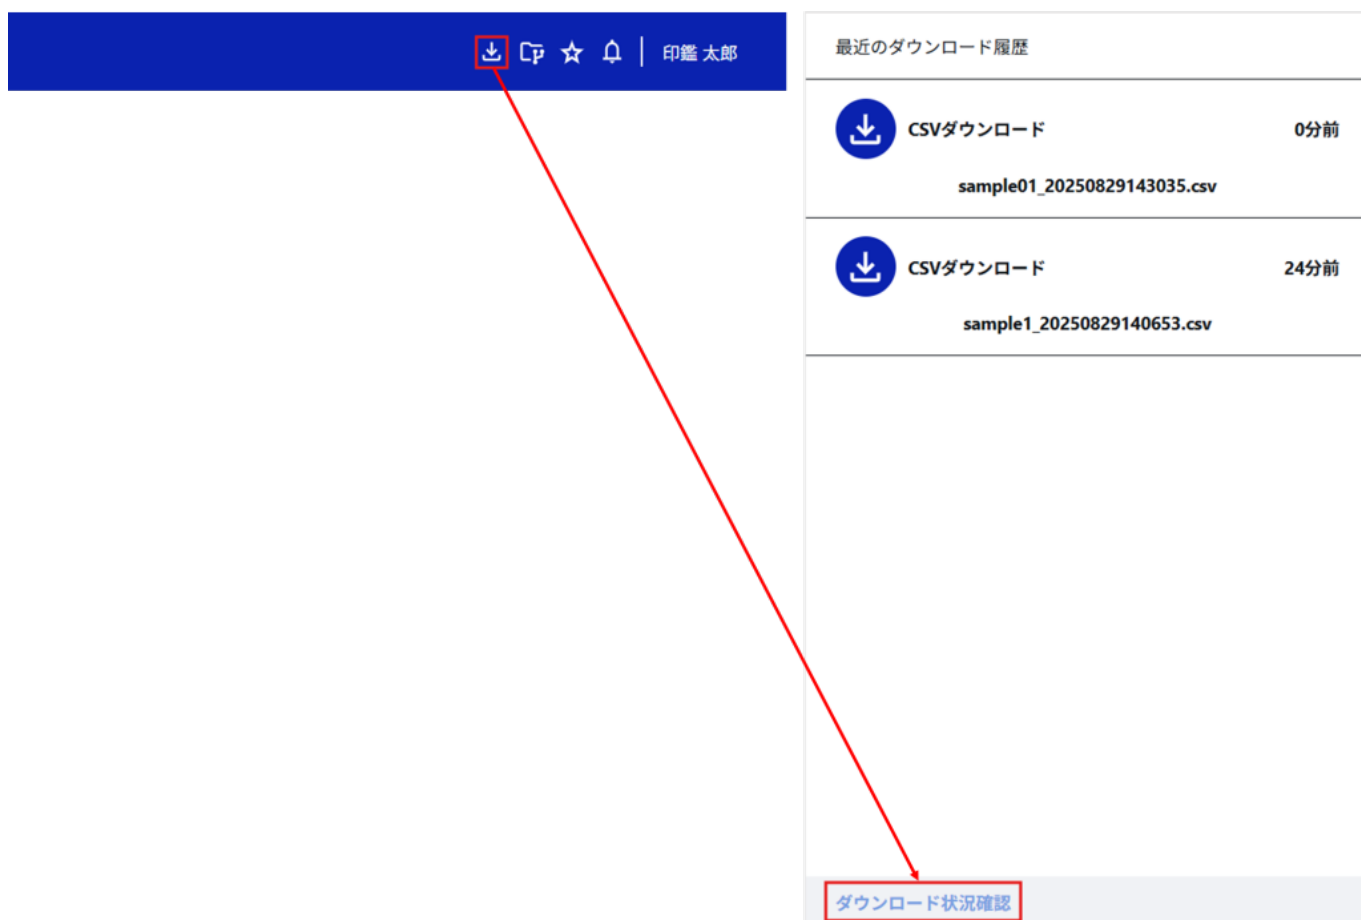 印鑑 太郎
最近のダウンロード履歴
CSVダウンロード 0分前
sample01_20250829143035.csv
CSVダウンロード 24分前
sample1_20250829140653.csv
ダウンロード状況確認